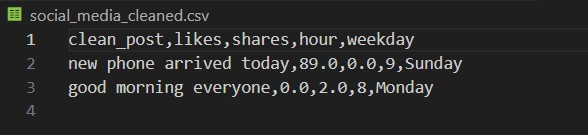 social_media_cleaned.csv
1 clean_post,likes,shares,hour,weekday
2 new phone arrived today,89.0,0.0,9,Sunday
3 good morning everyone,0.0,2.0,8,Monday
4